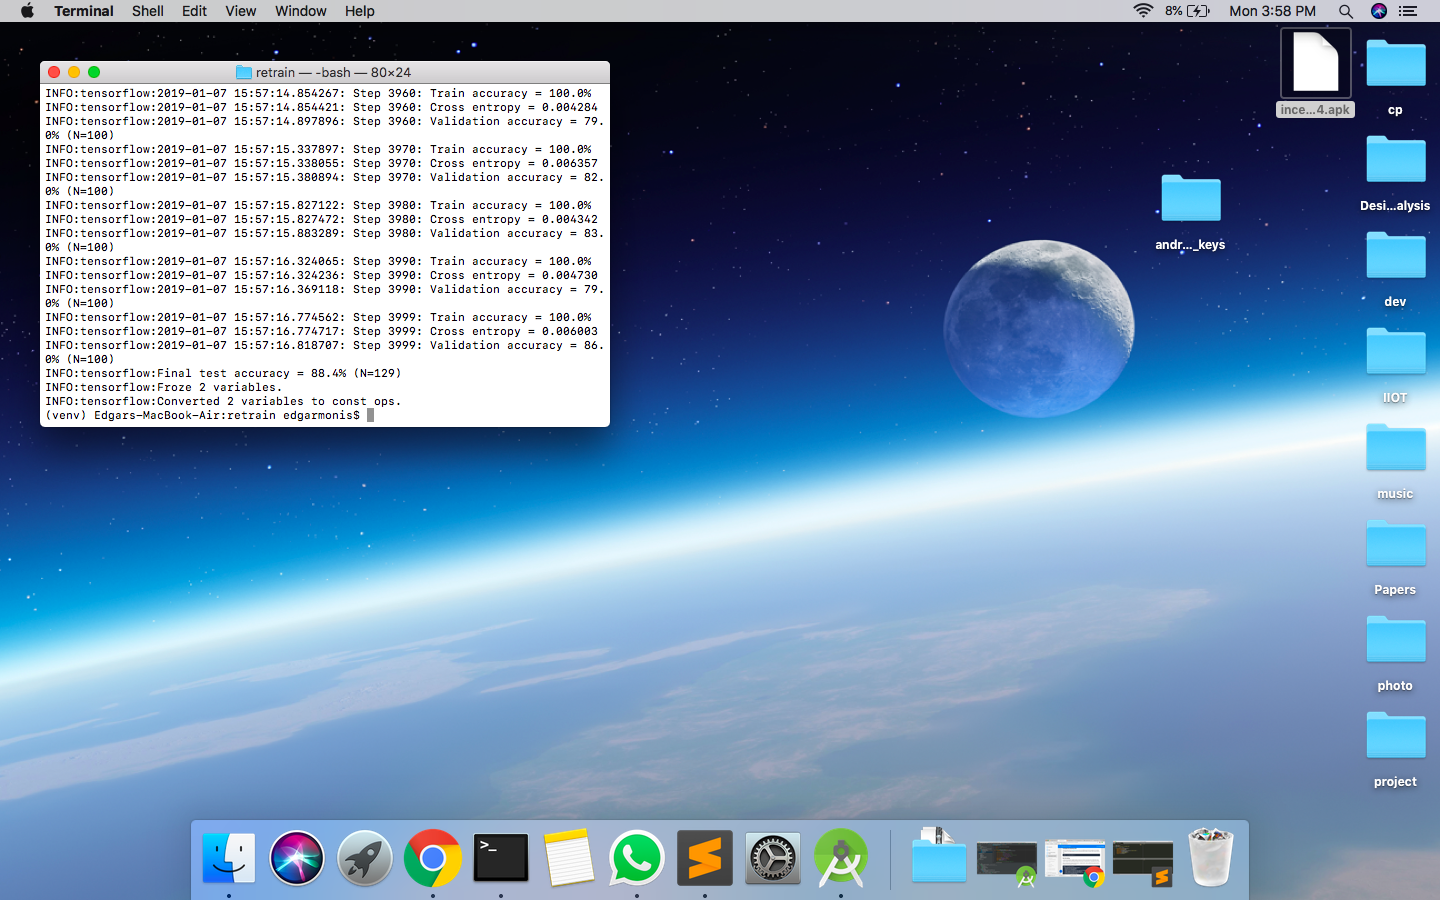 Terminal Shell Edit View Window Help 8% Mon 3:58 PM
retrain — -bash — 80×24
INFO:tensorflow:2019-01-07 15:57:14.854267: Step 3960: Train accuracy = 100.0%
INFO:tensorflow:2019-01-07 15:57:14.854421: Step 3960: Cross entropy = 0.004284
INFO:tensorflow:2019-01-07 15:57:14.897896: Step 3960: Validation accuracy = 79.
0% (N=100)
INFO:tensorflow:2019-01-07 15:57:15.337897: Step 3970: Train accuracy = 100.0%
INFO:tensorflow:2019-01-07 15:57:15.338055: Step 3970: Cross entropy = 0.006357
INFO:tensorflow:2019-01-07 15:57:15.380894: Step 3970: Validation accuracy = 82.
0% (N=100)
INFO:tensorflow:2019-01-07 15:57:15.827122: Step 3980: Train accuracy = 100.0%
INFO:tensorflow:2019-01-07 15:57:15.827472: Step 3980: Cross entropy = 0.004342
INFO:tensorflow:2019-01-07 15:57:15.883289: Step 3980: Validation accuracy = 83.
0% (N=100)
INFO:tensorflow:2019-01-07 15:57:16.324065: Step 3990: Train accuracy = 100.0%
INFO:tensorflow:2019-01-07 15:57:16.324236: Step 3990: Cross entropy = 0.004730
INFO:tensorflow:2019-01-07 15:57:16.369118: Step 3990: Validation accuracy = 79.
0% (N=100)
INFO:tensorflow:2019-01-07 15:57:16.774562: Step 3999: Train accuracy = 100.0%
INFO:tensorflow:2019-01-07 15:57:16.774717: Step 3999: Cross entropy = 0.006003
INFO:tensorflow:2019-01-07 15:57:16.818707: Step 3999: Validation accuracy = 86.
0% (N=100)
INFO:tensorflow:Final test accuracy = 88.4% (N=129)
INFO:tensorflow:Froze 2 variables.
INFO:tensorflow:Converted 2 variables to const ops.
(venv) Edgars-MacBook-Air:retrain edgarmonis$
ince...4.apk
cp
andr..._keys
Desi...alysis
dev
IIOT
music
Papers
photo
project
>_